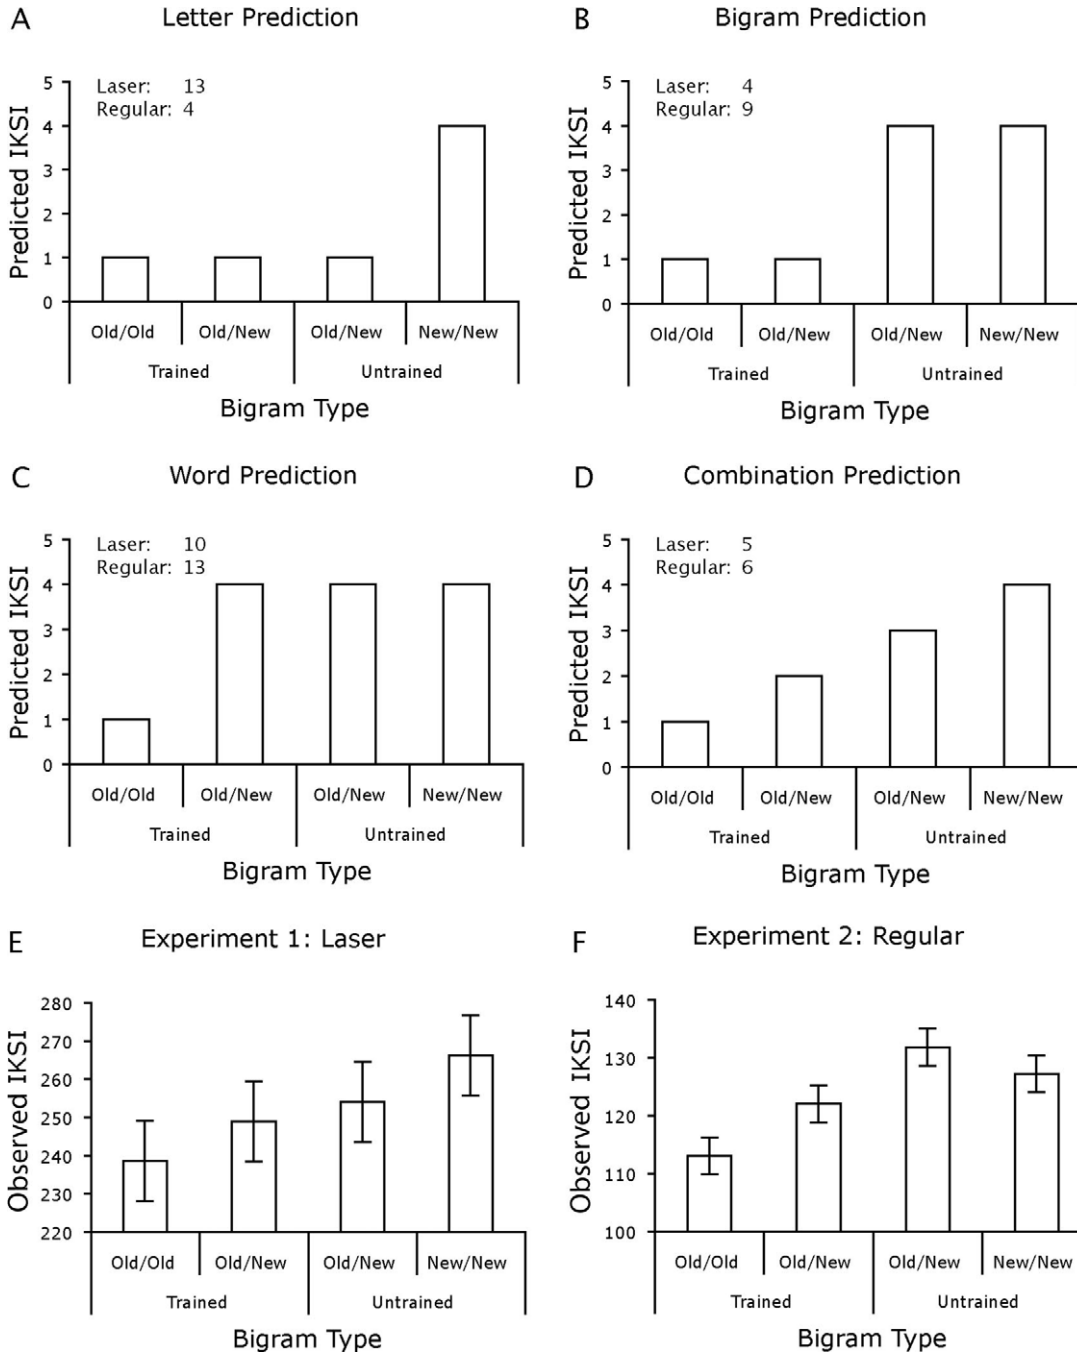 A
Letter Prediction
Laser: 13
Regular: 4
Predicted IKSI
5
4
3
2
1
0
Old/Old Old/New Old/New New/New
Trained Untrained
Bigram Type
B
Bigram Prediction
Laser: 4
Regular: 9
Predicted IKSI
5
4
3
2
1
0
Old/Old Old/New Old/New New/New
Trained Untrained
Bigram Type
C
Word Prediction
Laser: 10
Regular: 13
Predicted IKSI
5
4
3
2
1
0
Old/Old Old/New Old/New New/New
Trained Untrained
Bigram Type
D
Combination Prediction
Laser: 5
Regular: 6
Predicted IKSI
5
4
3
2
1
0
Old/Old Old/New Old/New New/New
Trained Untrained
Bigram Type
E
Experiment 1: Laser
Observed IKSI
280
270
260
250
240
230
220
Old/Old Old/New Old/New New/New
Trained Untrained
Bigram Type
F
Experiment 2: Regular
Observed IKSI
140
130
120
110
100
Old/Old Old/New Old/New New/New
Trained Untrained
Bigram Type